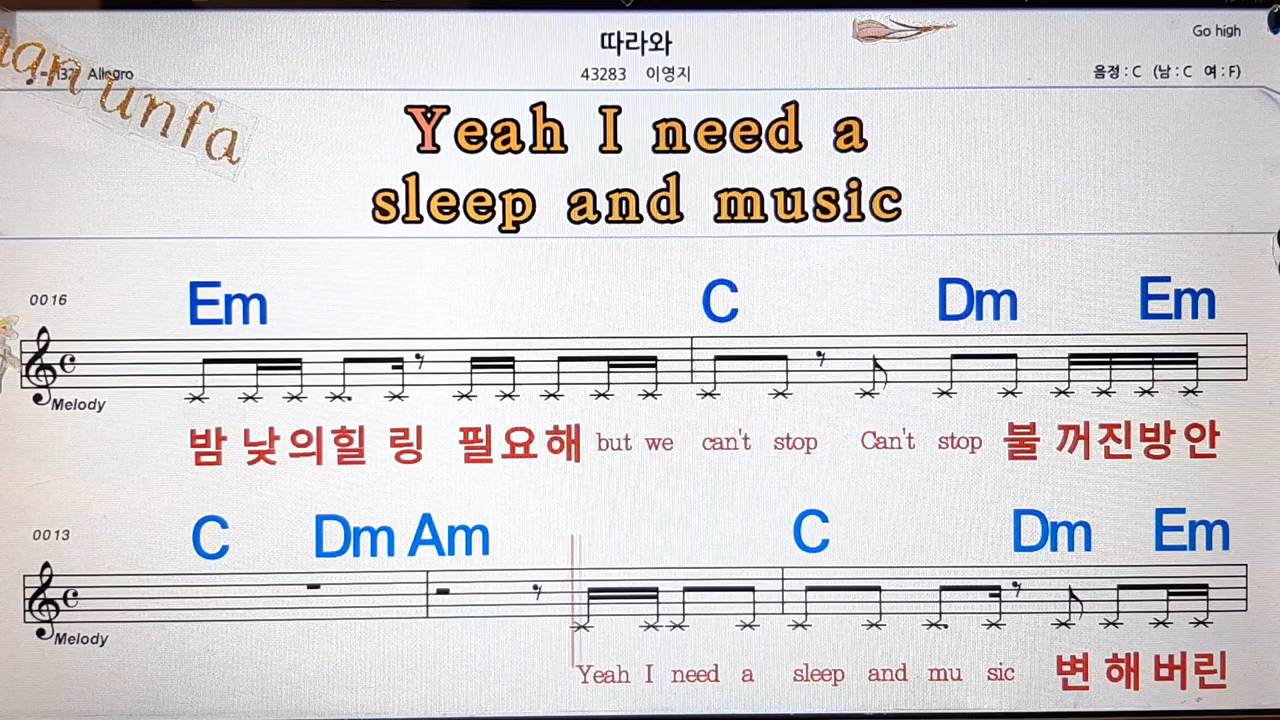 따라와
Go high
Allegro
43283 이영지
음정 : C (남 : C 여 : F)
unfa
Yeah I need a
sleep and music
0016
Em C Dm Em
Melody
밤 낮의힐 링 필요해 but we can't stop Can't stop 불 꺼진방안
0013
C Dm Am C Dm Em
Melody
Yeah I need a sleep and mu sic 변 해 버린